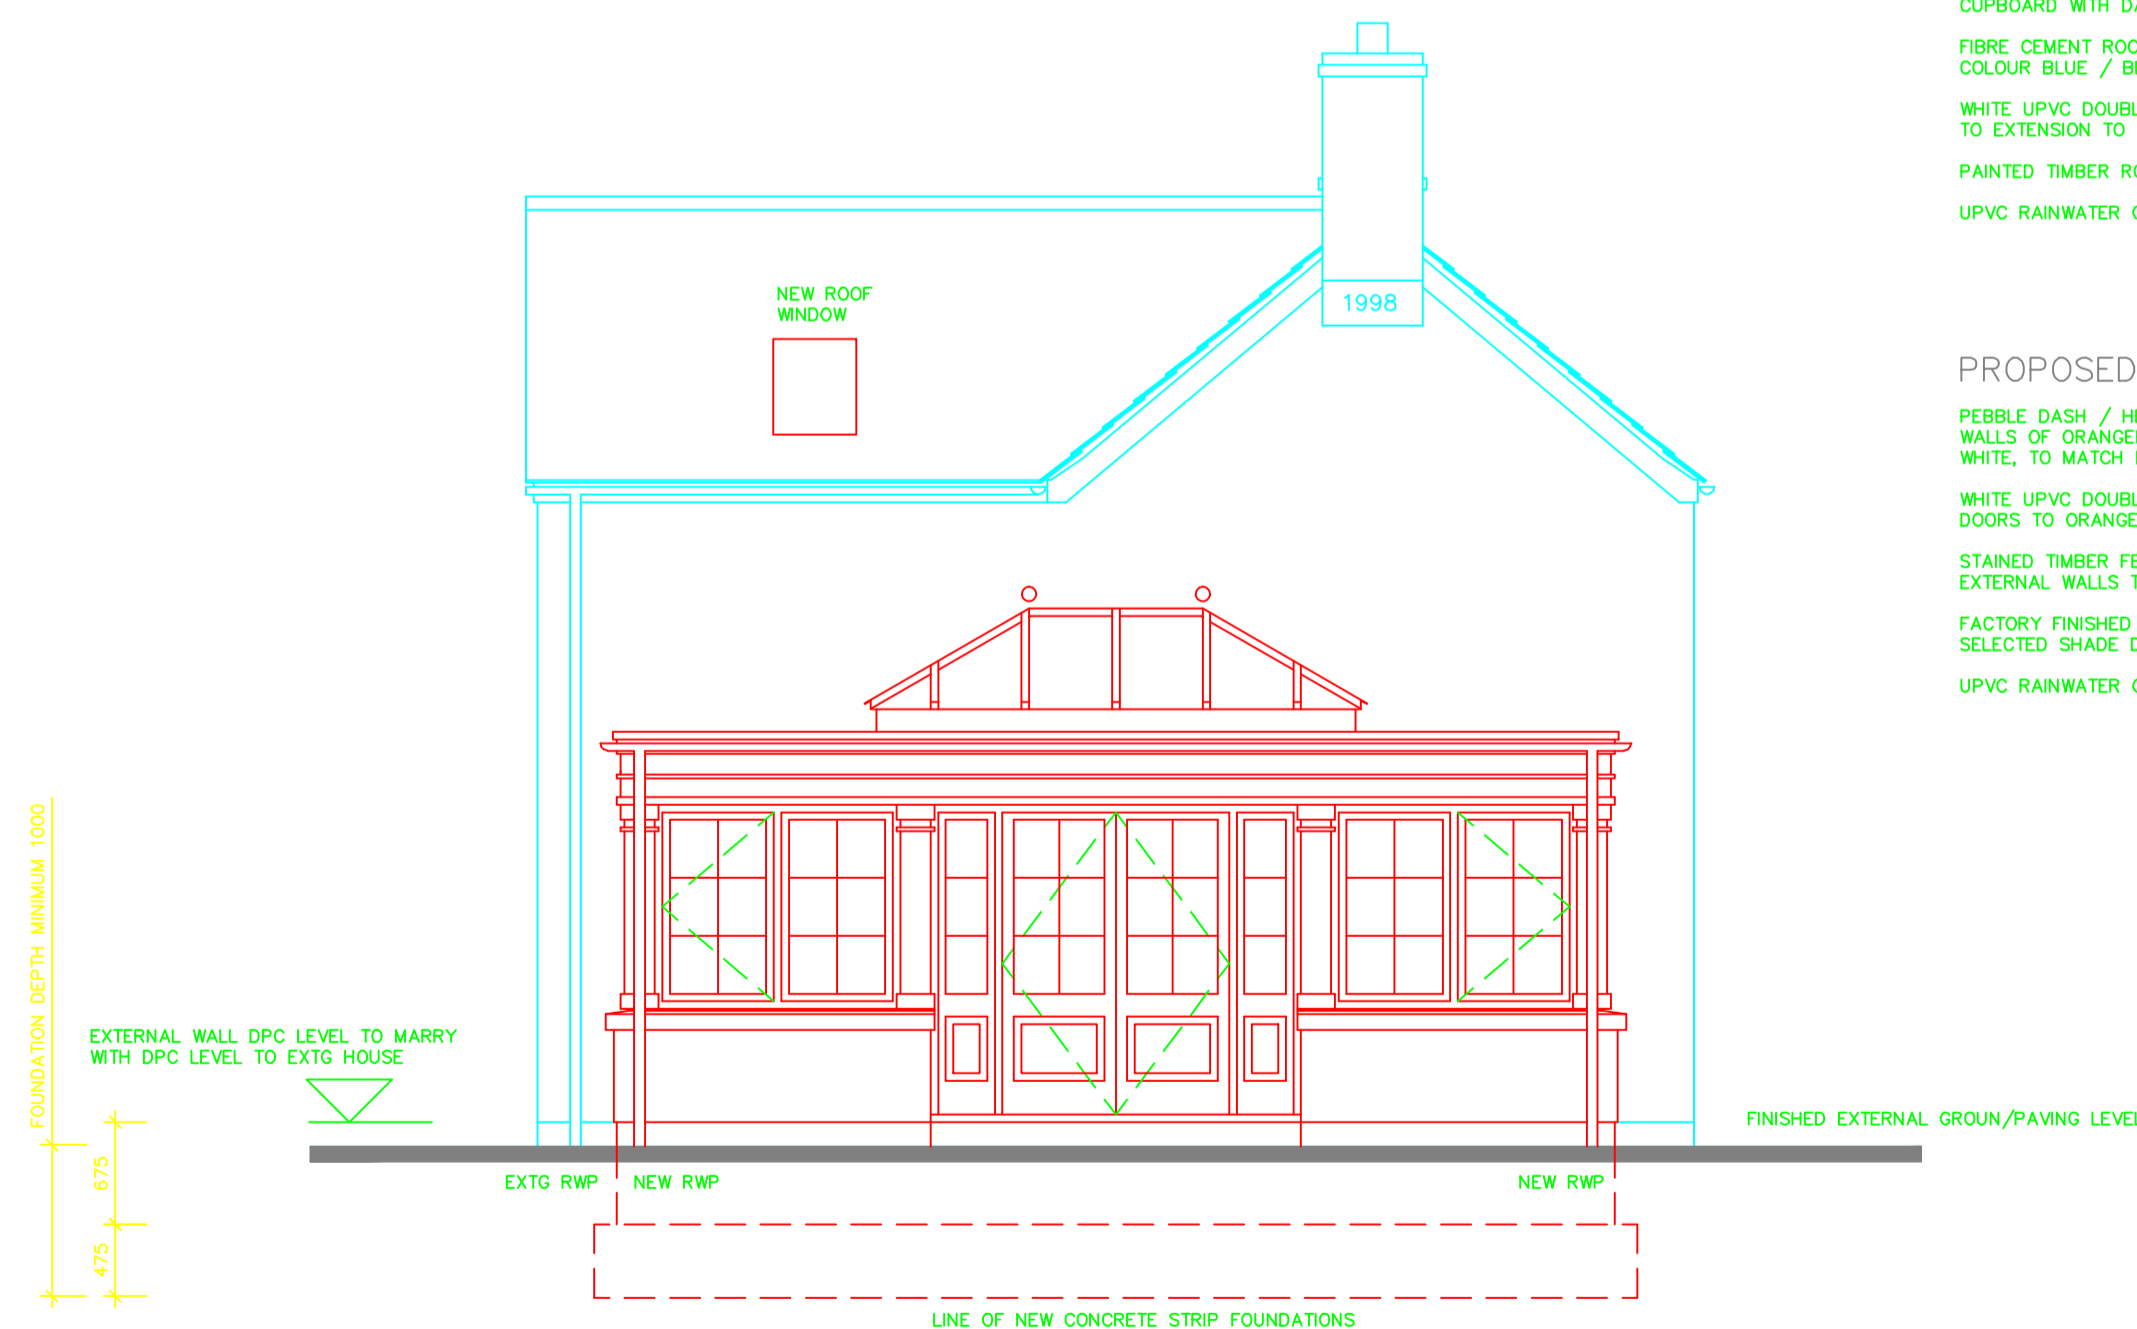 CUPBOARD WITH
FIBRE CEMENT
COLOUR BLUE /
WHITE UPVC
TO EXTENSION TO
PAINTED TIMBER
UPVC RAINWATER
NEW ROOF
WINDOW
1998
PROPOSED
PEBBLE DASH /
WALLS OF
WHITE, TO MATCH
WHITE UPVC
DOORS TO
STAINED TIMBER
EXTERNAL WALLS
FACTORY FINISHED
SELECTED SHADE
UPVC RAINWATER
FOUNDATION DEPTH MINIMUM 1000
EXTERNAL WALL DPC LEVEL TO MARRY
WITH DPC LEVEL TO EXTG HOUSE
FINISHED EXTERNAL GROUN/PAVING LEVEL
675
475
EXTG RWP
NEW RWP
NEW RWP
LINE OF NEW CONCRETE STRIP FOUNDATIONS